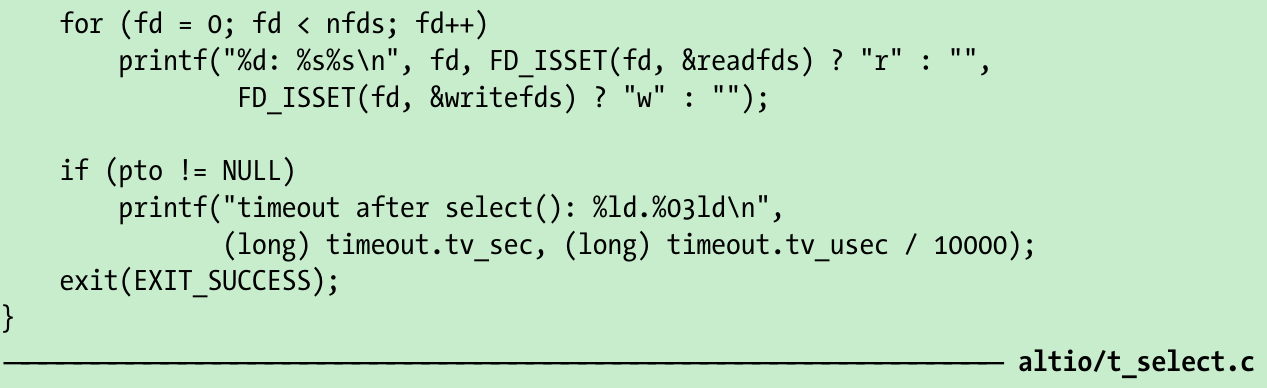 for (fd = 0; fd < nfds; fd++)
printf("%d: %s%s\n", fd, FD_ISSET(fd, &readfds) ? "r" : "",
FD_ISSET(fd, &writefds) ? "w" : "");
if (pto != NULL)
printf("timeout after select(): %ld.%03ld\n",
(long) timeout.tv_sec, (long) timeout.tv_usec / 10000);
exit(EXIT_SUCCESS);
}
altio/t_select.c